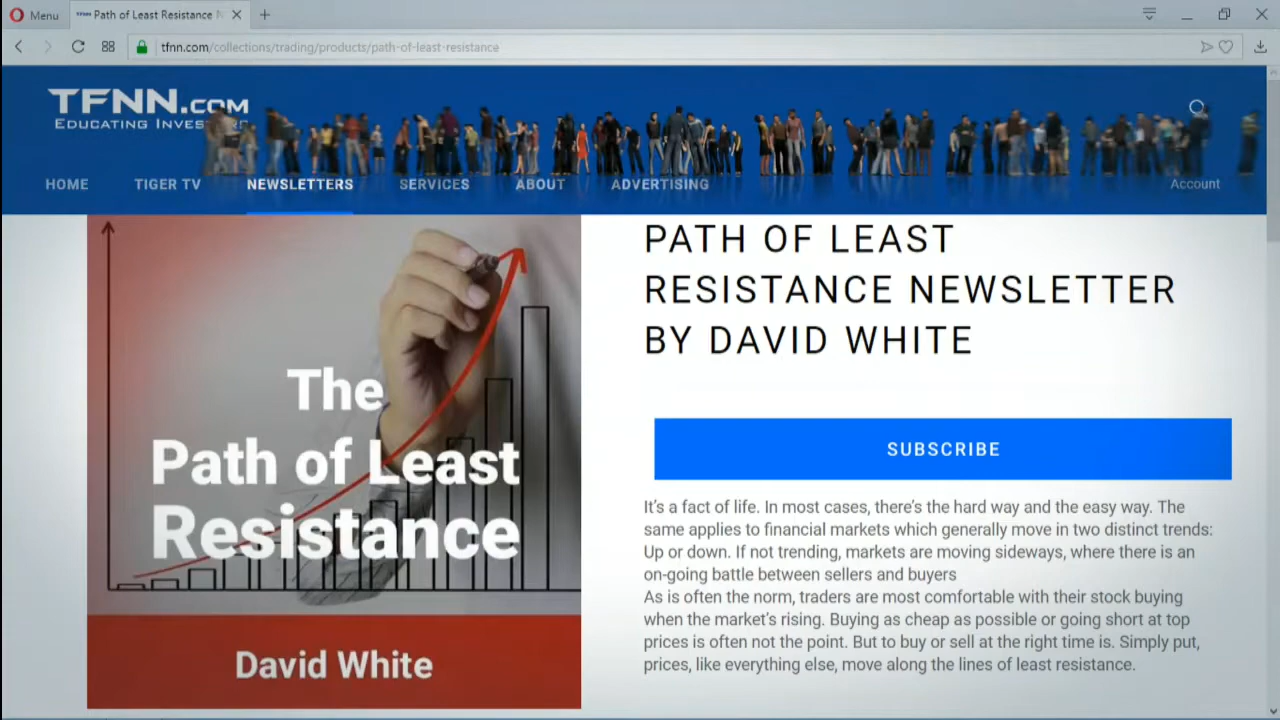 Menu
Path of Least Resistance
tfnn.com/collections/trading/products/path-of-least-resistance
TFNN.COM
EDUCATING
HOME
TIGER TV
NEWSLETTERS
SERVICES
ABOUT
ADVERTISING
Account
The
Path of Least
Resistance
David White
PATH OF LEAST
RESISTANCE NEWSLETTER
BY DAVID WHITE
SUBSCRIBE
It's a fact of life. In most cases, there's the hard way and the easy way. The
same applies to financial markets which generally move in two distinct trends:
Up or down. If not trending, markets are moving sideways, where there is an
on-going battle between sellers and buyers
As is often the norm, traders are most comfortable with their stock buying
when the market's rising. Buying as cheap as possible or going short at top
prices is often not the point. But to buy or sell at the right time is. Simply put,
prices, like everything else, move along the lines of least resistance.